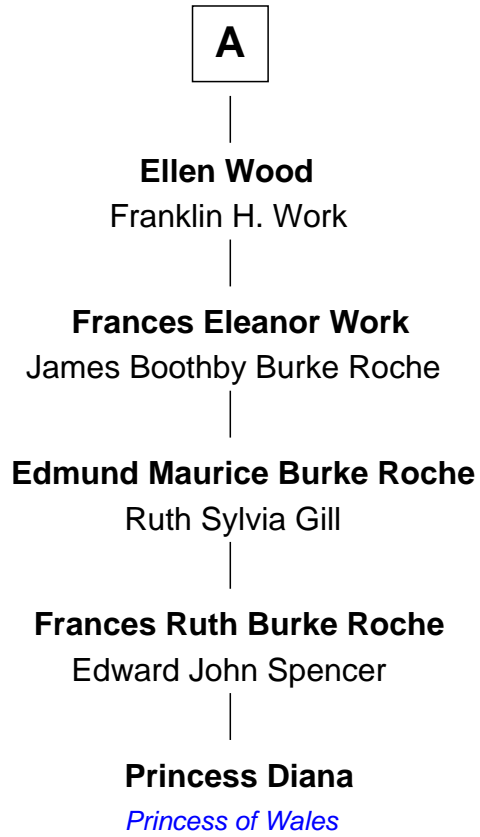 A
Ellen Wood
Franklin H. Work
Frances Eleanor Work
James Boothby Burke Roche
Edmund Maurice Burke Roche
Ruth Sylvia Gill
Frances Ruth Burke Roche
Edward John Spencer
Princess Diana
Princess of Wales